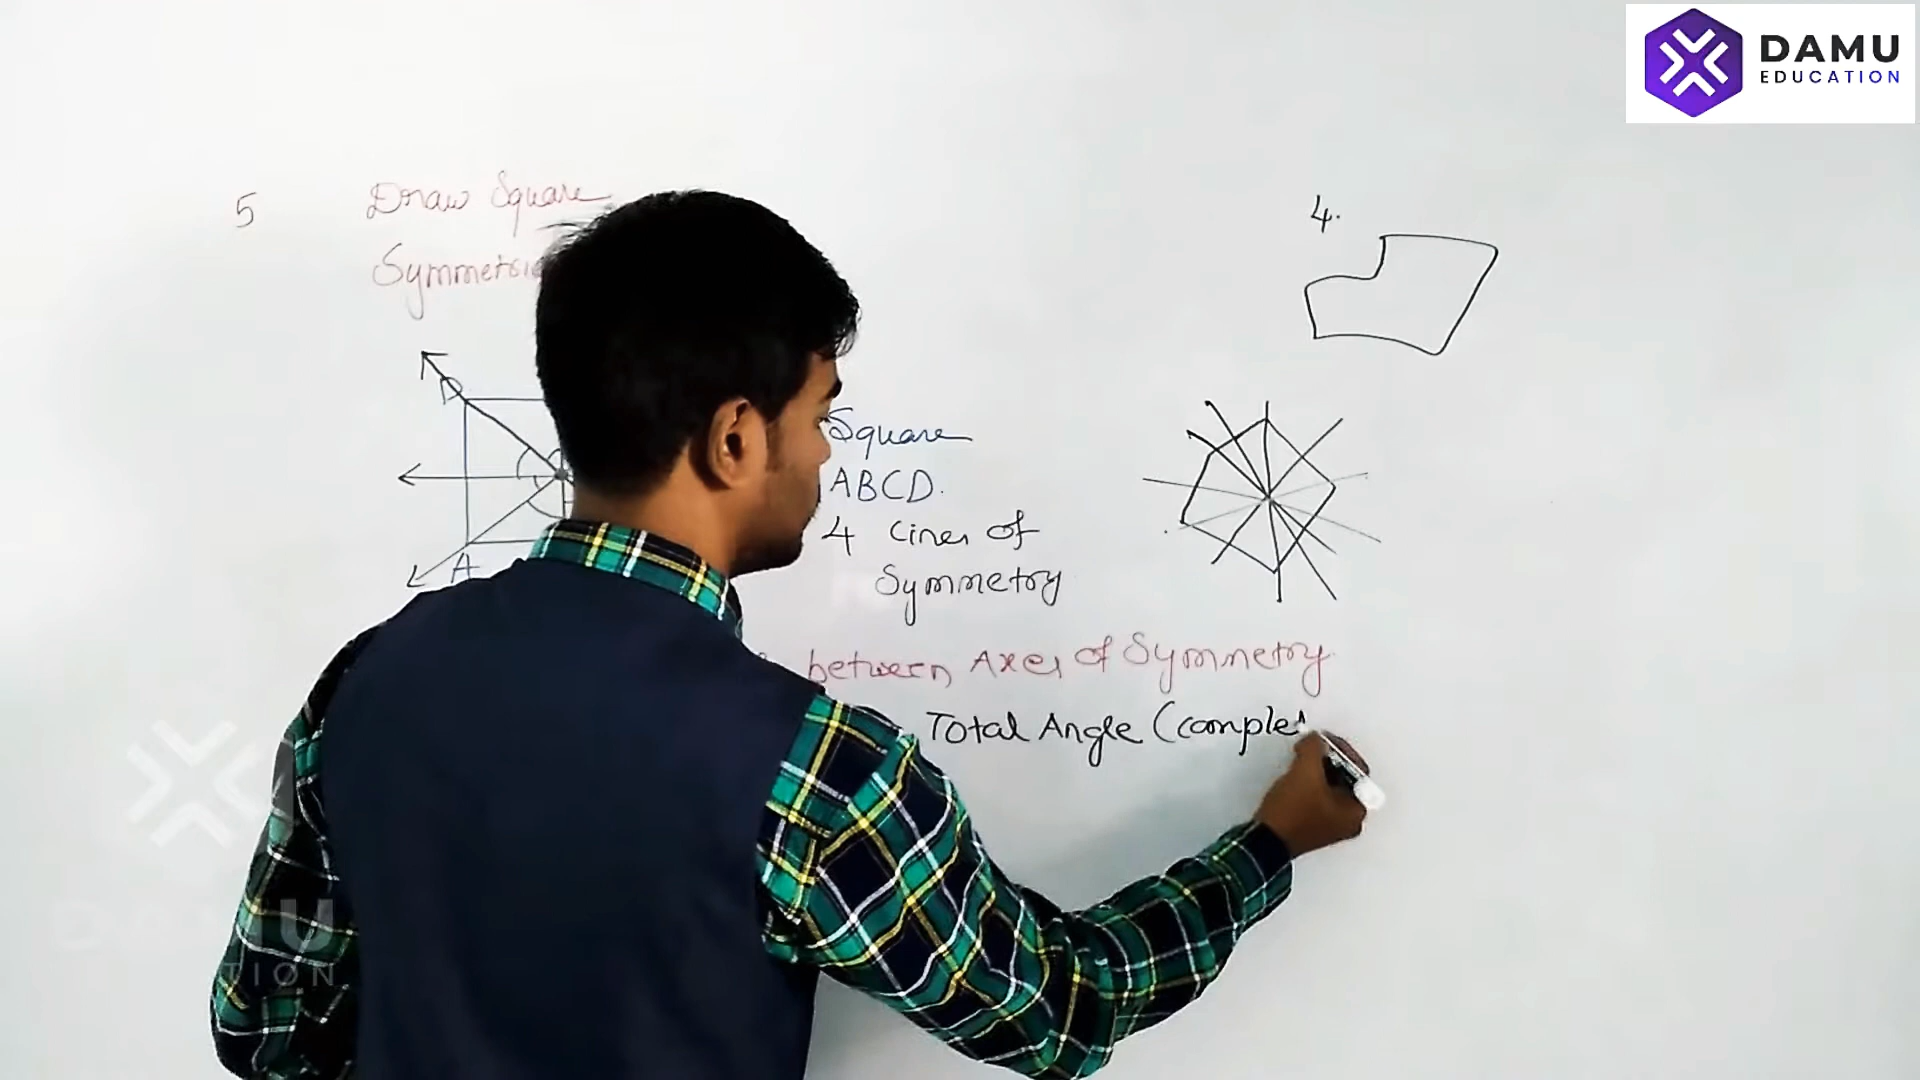 DAMU
EDUCATION
5 Draw Square
4.
D
Square
ABCD.
4 Lines of
Symmetry
A
between Axes of Symmetry
Total Angle (comple